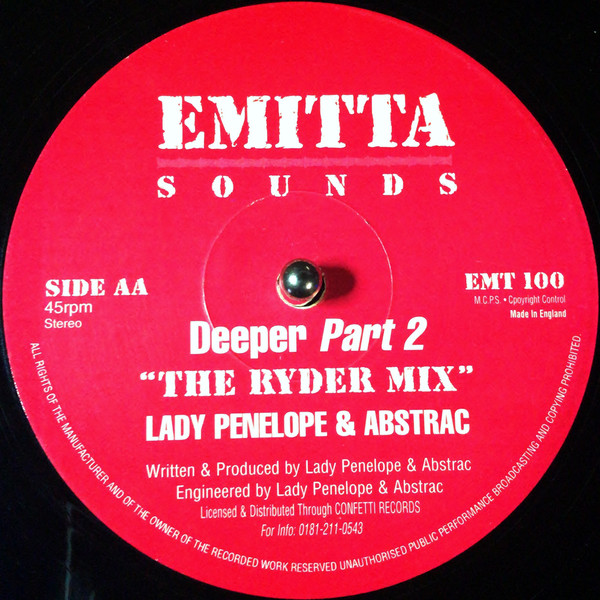 EMITTA
SOUNDS
SIDE AA
45rpm
Stereo
EMT 100
M.C.P.S. • Cpoyright Control
Made In England
Deeper Part 2
“THE RYDER MIX”
LADY PENELOPE & ABSTRAC
Written & Produced by Lady Penelope & Abstrac
Engineered by Lady Penelope & Abstrac
Licensed & Distributed Through CONFETTI RECORDS
For Info: 0181-211-0543
ALL RIGHTS OF THE MANUFACTURER AND OF THE OWNER OF THE RECORDED WORK RESERVED UNAUTHORISED PUBLIC PERFORMANCE BROADCASTING AND COPYING PROHIBITED.